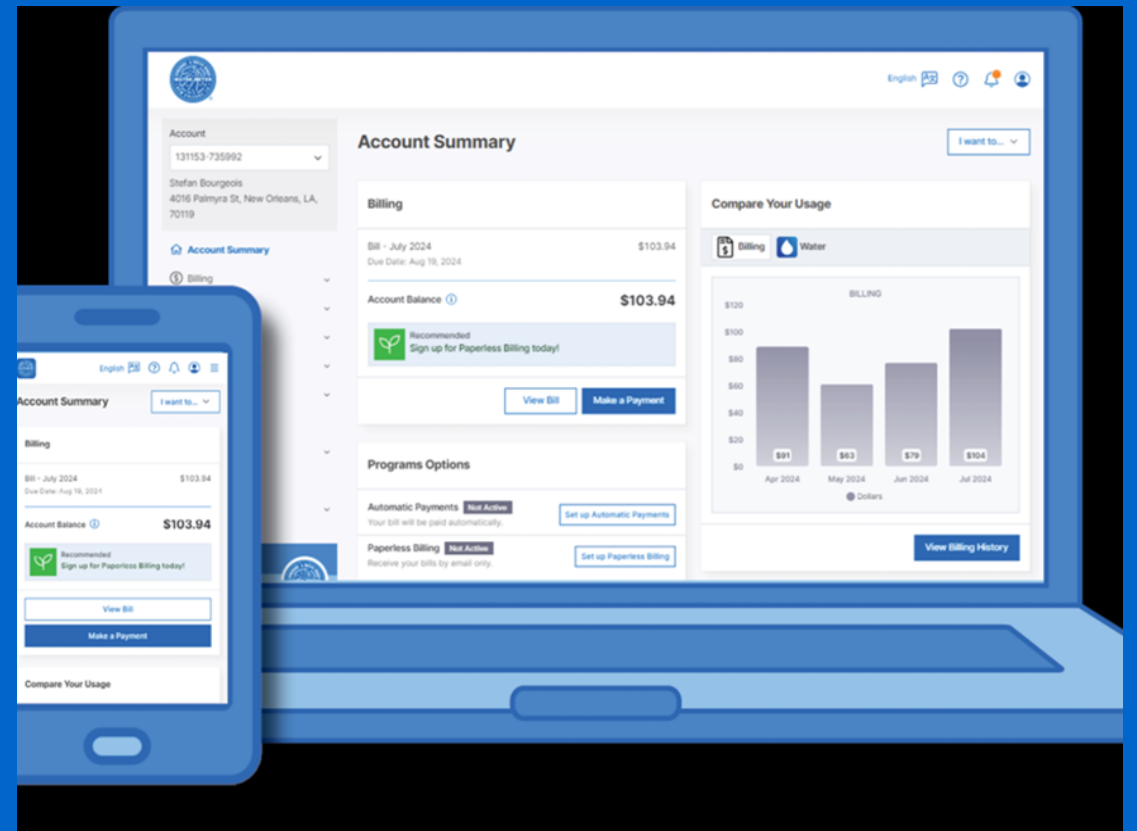 WATER METER
English
Account
131153-735992
Stefan Bourgeois
4016 Palmyra St, New Orleans, LA,
70119
Account Summary
Billing
Account Summary
I want to...
Billing
Bill - July 2024 $103.94
Due Date: Aug 19, 2024
Account Balance $103.94
Recommended
Sign up for Paperless Billing today!
View Bill Make a Payment
Programs Options
Automatic Payments Not Active
Your bill will be paid automatically.
Set up Automatic Payments
Paperless Billing Not Active
Receive your bills by email only.
Set up Paperless Billing
Compare Your Usage
$ Billing Water
BILLING
$120
$100
$80
$60
$40
$20
$0
$91 $63 $79 $104
Apr 2024 May 2024 Jun 2024 Jul 2024
Dollars
View Billing History
English
Account Summary
I want to...
Billing
Bill - July 2024 $103.94
Due Date: Aug 19, 2024
Account Balance $103.94
Recommended
Sign up for Paperless Billing today!
View Bill
Make a Payment
Compare Your Usage